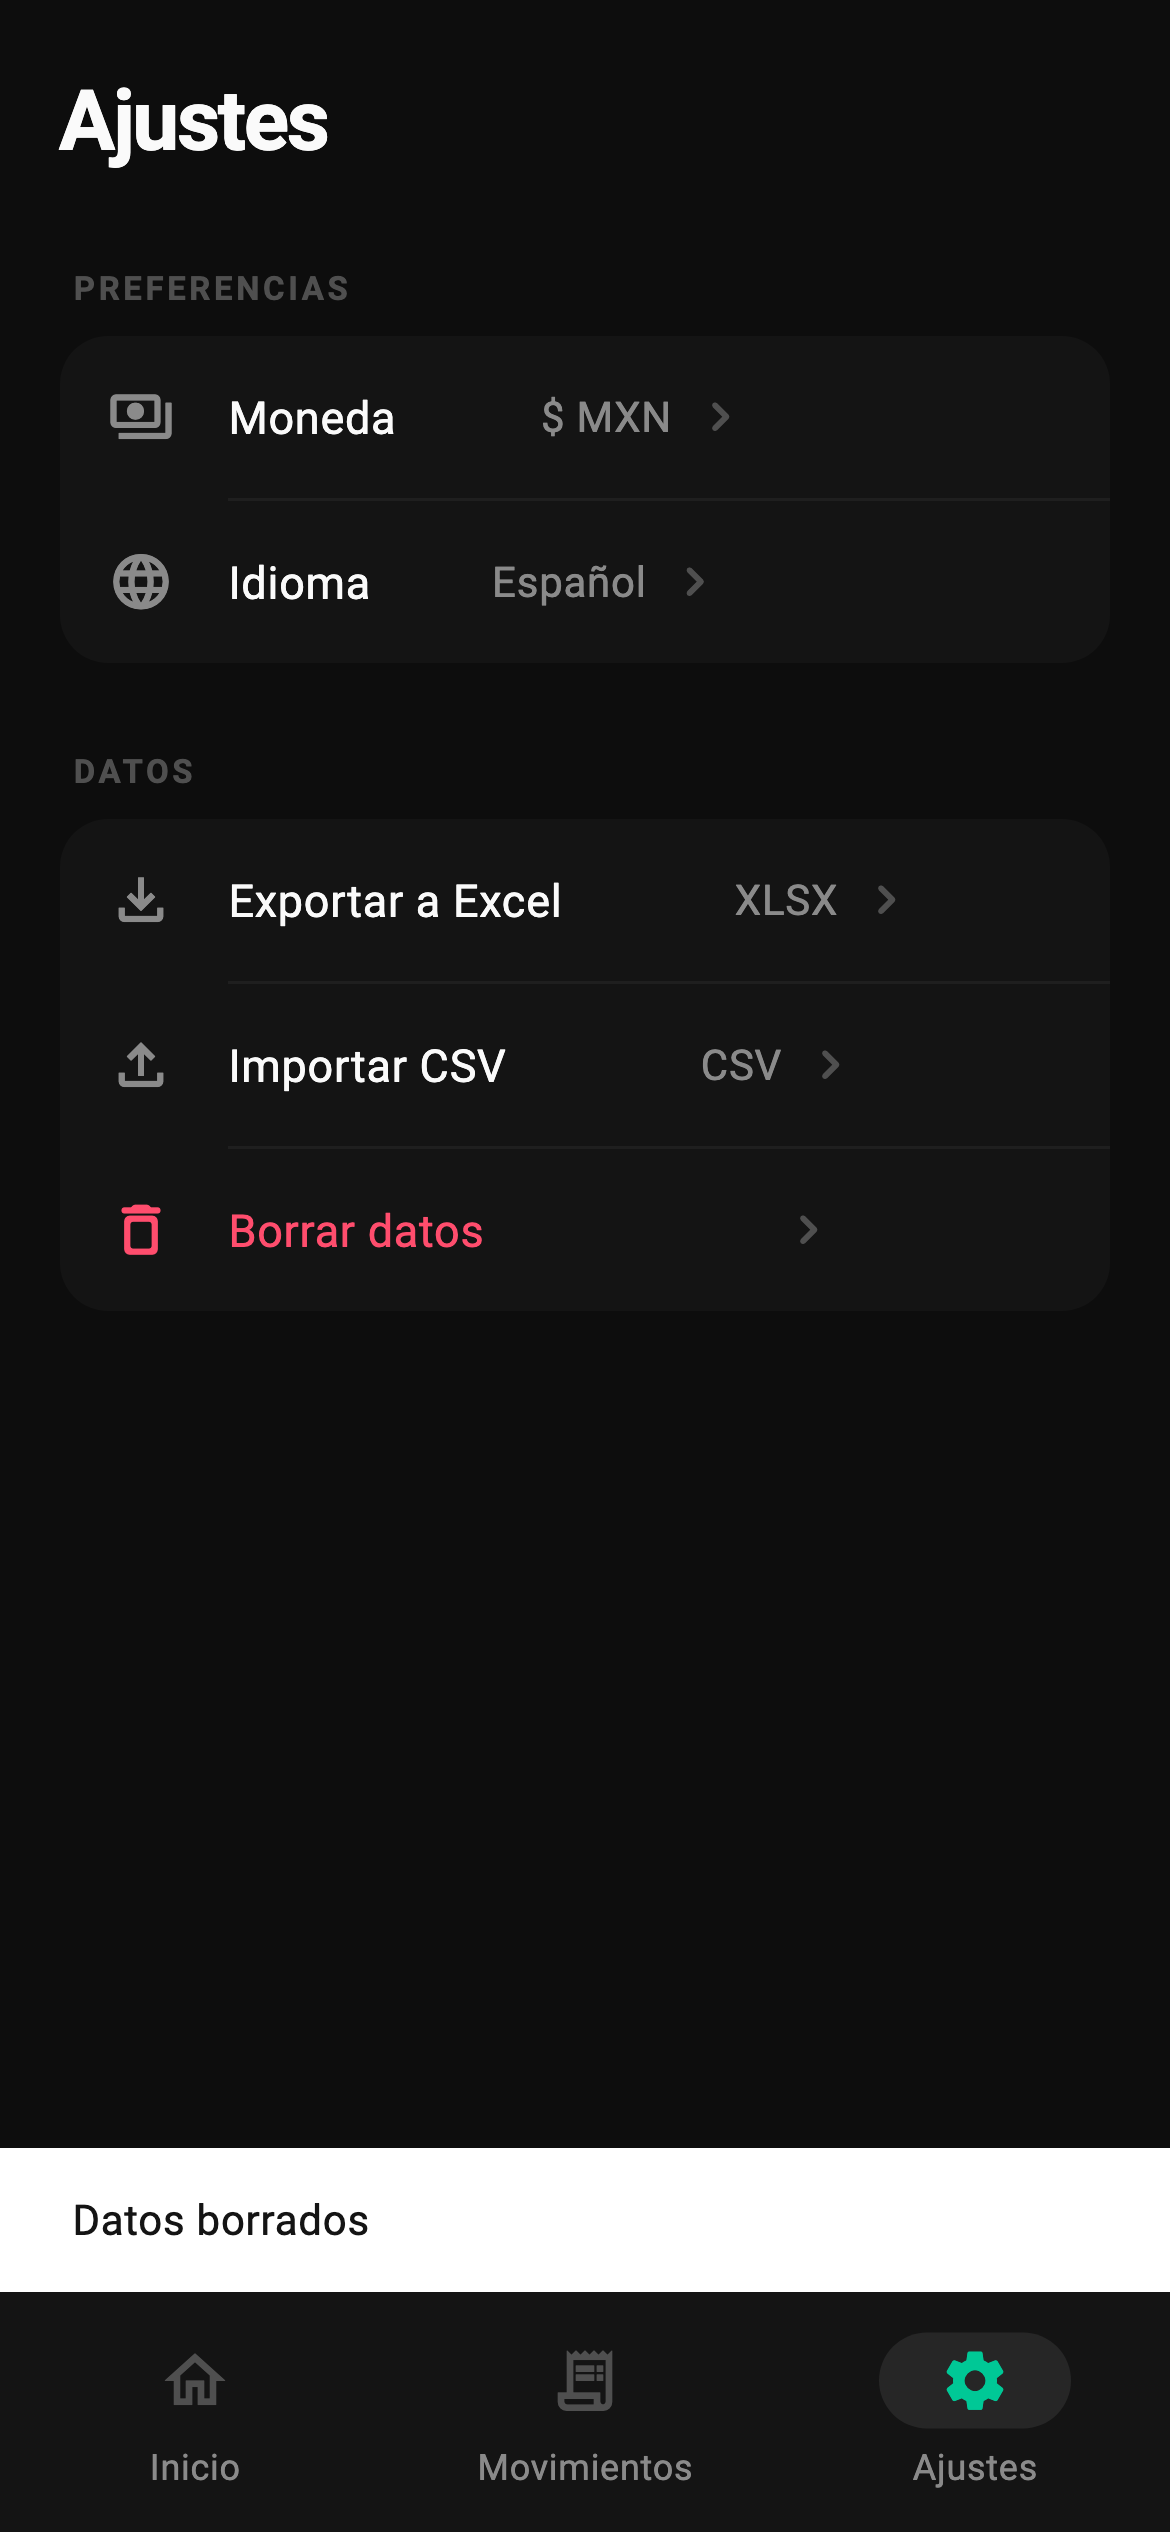 Ajustes
PREFERENCIAS
Moneda $ MXN
Idioma Español
DATOS
Exportar a Excel XLSX
Importar CSV CSV
Borrar datos
Datos borrados
Inicio Movimientos Ajustes